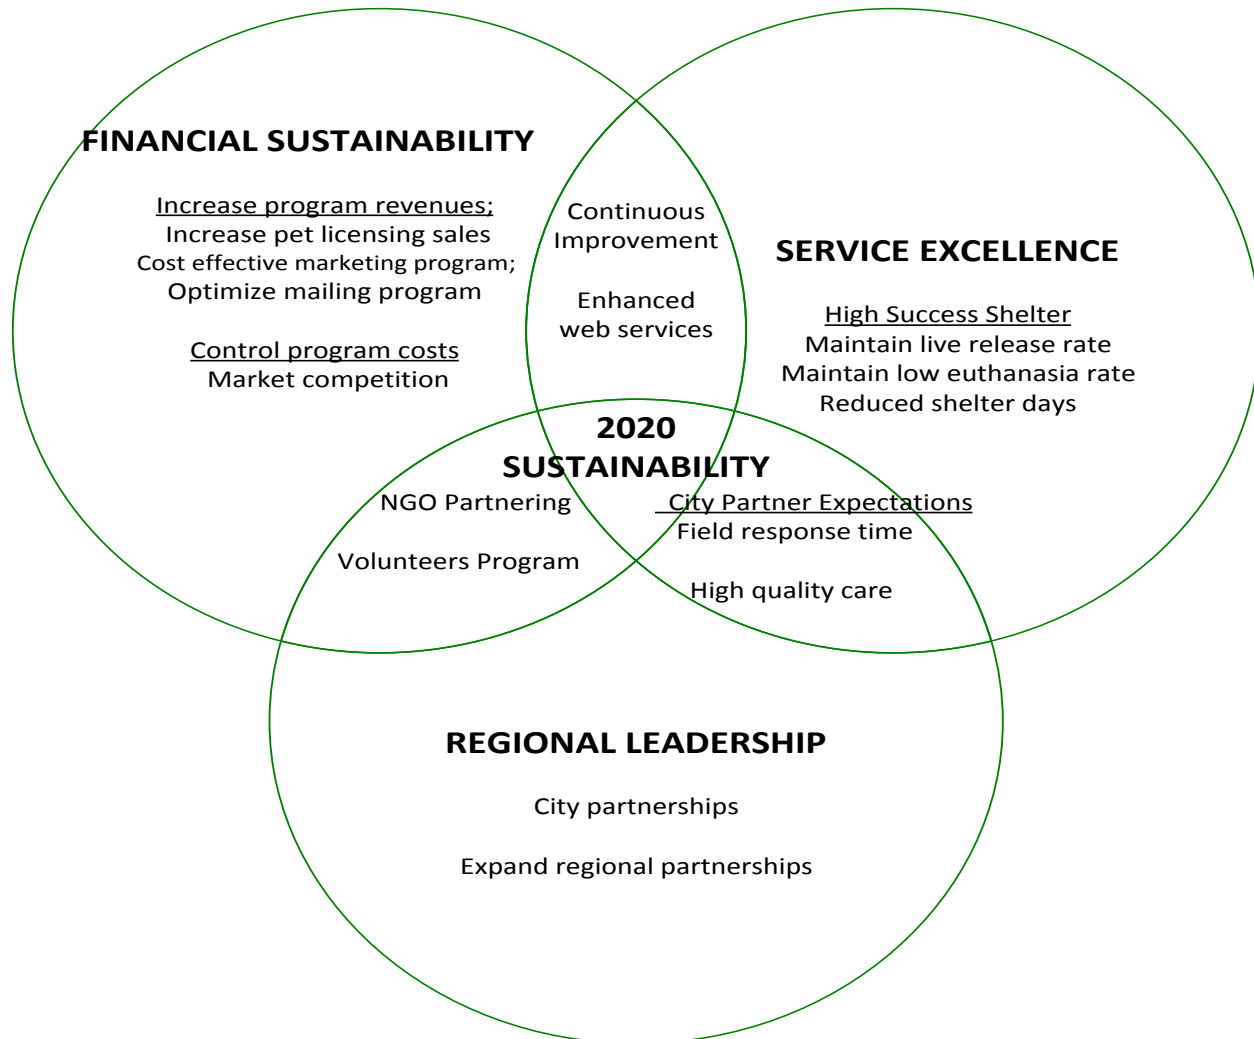 FINANCIAL SUSTAINABILITY
Increase program revenues;
Increase pet licensing sales
Cost effective marketing program;
Optimize mailing program
Control program costs
Market competition
Continuous
Improvement
Enhanced
web services
SERVICE EXCELLENCE
High Success Shelter
Maintain live release rate
Maintain low euthanasia rate
Reduced shelter days
2020
SUSTAINABILITY
NGO Partnering
Volunteers Program
City Partner Expectations
Field response time
High quality care
REGIONAL LEADERSHIP
City partnerships
Expand regional partnerships